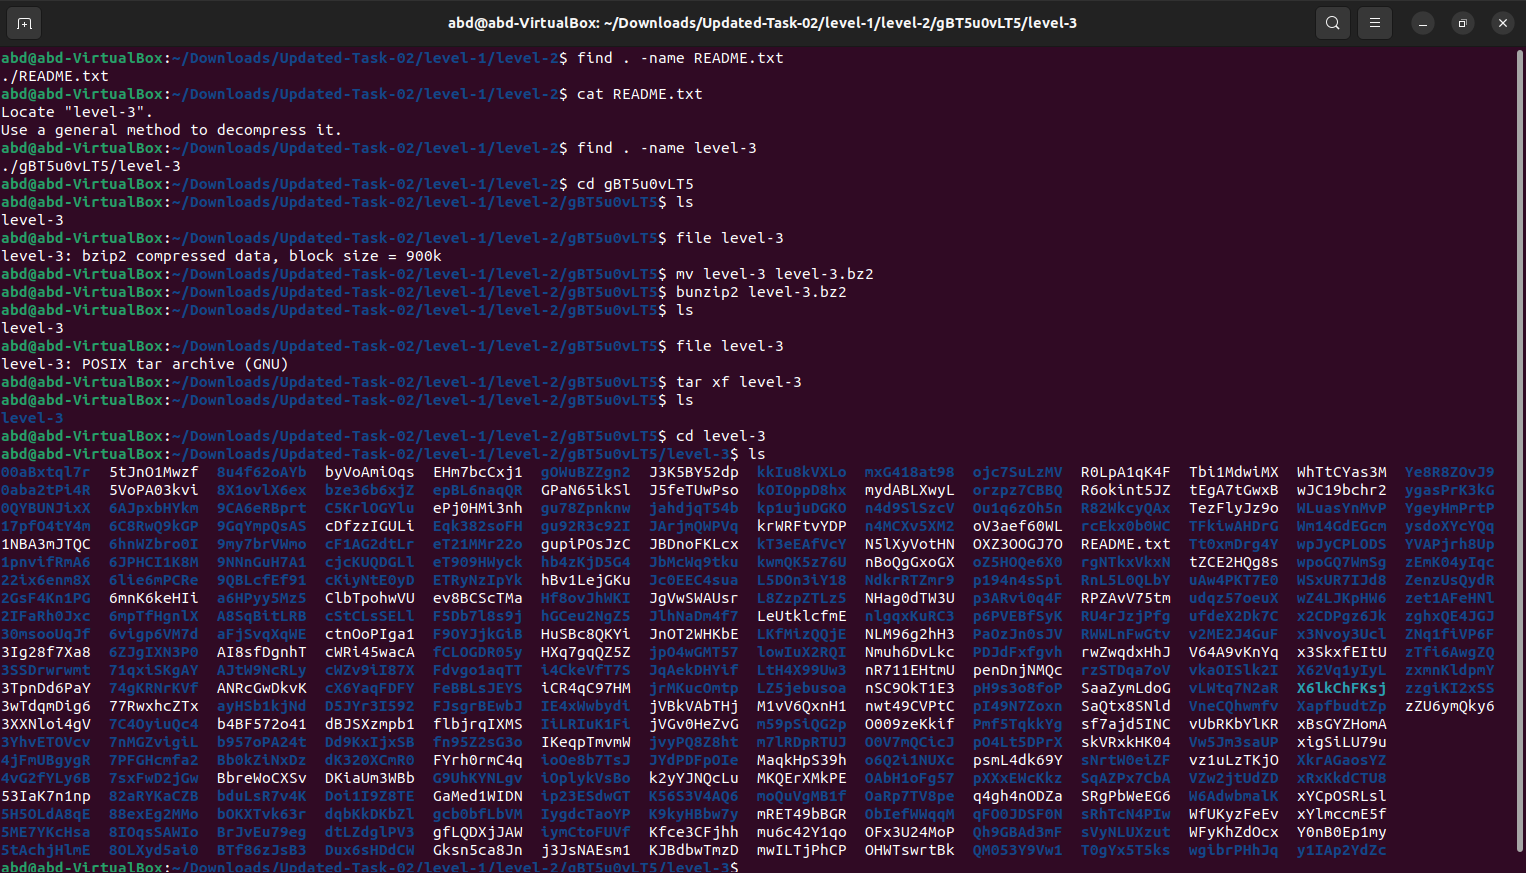 abd@abd-VirtualBox: ~/Downloads/Updated-Task-02/level-1/level-2/gBT5u0vLT5/level-3
abd@abd-VirtualBox:~/Downloads/Updated-Task-02/level-1/level-2$ find . -name README.txt
./README.txt
abd@abd-VirtualBox:~/Downloads/Updated-Task-02/level-1/level-2$ cat README.txt
Locate "level-3".
Use a general method to decompress it.
abd@abd-VirtualBox:~/Downloads/Updated-Task-02/level-1/level-2$ find . -name level-3
./gBT5u0vLT5/level-3
abd@abd-VirtualBox:~/Downloads/Updated-Task-02/level-1/level-2$ cd gBT5u0vLT5
abd@abd-VirtualBox:~/Downloads/Updated-Task-02/level-1/level-2/gBT5u0vLT5$ ls
level-3
abd@abd-VirtualBox:~/Downloads/Updated-Task-02/level-1/level-2/gBT5u0vLT5$ file level-3
level-3: bzip2 compressed data, block size = 900k
abd@abd-VirtualBox:~/Downloads/Updated-Task-02/level-1/level-2/gBT5u0vLT5$ mv level-3 level-3.bz2
abd@abd-VirtualBox:~/Downloads/Updated-Task-02/level-1/level-2/gBT5u0vLT5$ bunzip2 level-3.bz2
abd@abd-VirtualBox:~/Downloads/Updated-Task-02/level-1/level-2/gBT5u0vLT5$ ls
level-3
abd@abd-VirtualBox:~/Downloads/Updated-Task-02/level-1/level-2/gBT5u0vLT5$ file level-3
level-3: POSIX tar archive (GNU)
abd@abd-VirtualBox:~/Downloads/Updated-Task-02/level-1/level-2/gBT5u0vLT5$ tar xf level-3
abd@abd-VirtualBox:~/Downloads/Updated-Task-02/level-1/level-2/gBT5u0vLT5$ ls
level-3
abd@abd-VirtualBox:~/Downloads/Updated-Task-02/level-1/level-2/gBT5u0vLT5$ cd level-3
abd@abd-VirtualBox:~/Downloads/Updated-Task-02/level-1/level-2/gBT5u0vLT5/level-3$ ls
00aBxtql7r 5tJnO1Mwzf 8u4f62oAYb byVoAmiOqs EHm7bcCxj1 gOWuBZZgn2 J3K5BY52dp kkIu8kVXLo mxG418at98 ojc7SuLzMV R0LpA1qK4F Tbi1MdwiMX WhTtCYas3M Ye8R8ZOvJ9
0aba2tPi4R 5VoPA03kvi 8X1ovlX6ex bze36b6xjZ epBL6naqQR GPaN65ikSl J5feTUwPso kOIOppD8hx mydABLXwyL orzpz7CBBQ R6okint5JZ tEgA7tGwxB wJC19bchr2 ygasPrK3kG
0QYBUNJixX 6AJpxbHYkm 9CA6eRBprt C5KrlOGYlu ePj0HMi3nh gu78Zpnknw jahdjqT54b kp1ujuDGKO n4d9SlSzcV Ou1q6zOh5n R82WkcyQAx TezFlyJz9o WLuasYnMvP YgeyHmPrtP
17pfO4tY4m 6C8RwQ9kGP 9GqYmpQsAS cDfzzIGULi Eqk382soFH gu92R3c92I JArjmQWPVq krWRFtvYDP n4MCXv5XM2 oV3aef60WL rcEkx0b0WC TFkiwAHDrG Wm14GdEGcm ysdoXYcYQq
1NBA3mJTQC 6hnWZbro0I 9my7brVWmo cF1AG2dtLr eT21MMr22o gupiPOsJzC JBDnoFKLcx kT3eEAfVcY N5lXyVotHN OXZ3OOGJ7O README.txt Tt0xmDrg4Y wpJyCPLODS YVAPjrh8Up
1pnvifRmA6 6JPHCI1K8M 9NNnGuH7A1 cjcKUQDGLl eT909HWyck hb4zKjD5G4 JbMcWq9tku kwmQK5z76U nBoQgGxoGX oZ5HOQe6X0 rgNTkxVkxN tZCE2HQg8s wpoGQ7WmSg zEmK04yIqc
22ix6enm8X 6lie6mPCRe 9QBLcfEf91 cKiyNtE0yD ETRyNzIpYk hBv1LejGKu Jc0EEC4sua L5DOn3iY18 NdkrRTZmr9 p194n4sSpi RnL5L0QLbY uAw4PKT7E0 WSxUR7IJd8 ZenzUsQydR
2GsF4Kn1PG 6mnK6keHIi a6HPyy5Mz5 ClbTpohwVU ev8BCScTMa Hf8ovJhWKI JgVwSWAUsr L8ZzpZTLz5 NHag0dTW3U p3ARvi0q4F RPZAvV75tm udqz57oeuX wZ4LJKpHW6 zet1AFeHNl
2IFaRh0Jxc 6mpTfHgnlX A8SqBitLRB cStCLsSELl F5Db7l8s9j hGCeu2NgZ5 JlhNaDm4f7 LeUtklcfmE nlgqxKuRC3 p6PVEBfSyK RU4rJzjPfg ufdeX2Dk7C x2CDPgz6Jk zghxQE4JGJ
30msooUqJf 6vigp6VM7d aFjSvqXqWE ctnOoPIga1 F9OYJjkGiB HuSBc8QKYi JnOT2WHKbE LKfMizQQjE NLM96g2hH3 PaOzJn0sJV RWWLnFwGtv v2ME2J4GuF x3Nvoy3Ucl ZNq1fiVP6F
3Ig28f7Xa8 6ZJgIXN3P0 AI8sfDgnhT cWRi45wacA fCLOGDR05y HXq7gqQZ5Z jpO4wGMT57 lowIuX2RQI Nmuh6DvLkc PDJdFxfgvh rwZwqdxHhJ V64A9vKnYq x3SkxfEItU zTfi6AwgZQ
3SSDrwrwmt 71qxiSKgAY AJtW9NcRLy cWZv9iI87X Fdvgo1aqTT i4CkeVfT7S JqAekDHYif LtH4X99Uw3 nR711EHtmU penDnjNMQc rzSTDqa7oV vkaOISlk2I X62Vq1yIyL zxmnKldpmY
3TpnDd6PaY 74gKRNrKVf ANRcGwDkvK cX6YaqFDFY FeBBLsJEYS iCR4qC97HM jrMKucOmtp LZ5jebusoa nSC9OkT1E3 pH9s3o8foP SaaZymLdoG vLWtq7N2aR X6lkChFKsj zzgiKI2xSS
3wTdqmDig6 77RwxhcZTx ayHSb1kjNd D5JYr3I592 FJsgrBEwbJ IE4xWwbydi jVBkVAbTHj M1vV6QxnH1 nwt49CVPtC pI49N7ZoxN SaQtx8SNld VneCQhwmfv XapfbudtZp zZU6ymQky6
3XXNloi4gV 7C4OyiuQc4 b4BF572o41 dBJSXzmpb1 flbjrqIXMS IiLRIuK1Fi jVGv0HeZvG m59pSiQG2p O009zeKkif Pmf5TqkkYg sf7ajd5INC vUbRKbYlKR xBsGYZHomA
3YhvETOVcv 7nMGZvigiL b957oPA24t Dd9KxIjxSB fn95Z2sG3o IKeqpTmvmW jvyPQ8Z8ht m7lRDpRTUJ O0V7mQCicJ pO4Lt5DPrX skVRxkHK04 Vw5Jm3saUP xigSiLU79u
4jFmUBgygR 7PFGHcmfa2 Bb0kZiNxDz dK320XCmR0 FYrh0rmC4q ioOe8b7TsJ JYdPDFpOIe MaqkHpS39h o6Q2i1NUXc psmL4dk69Y sNrtW0eiZF vz1uLzTKjO XkrAGaosYZ
4vG2fYLy6B 7sxFwD2jGw BbreWoCXSv DKiaUm3WBb G9UhKYNLgv iOplykVsBo k2yYJNQcLu MKQErXMkPE OAbH1oFg57 pXXxEWcKkz SqAZPx7CbA VZw2jtUdZD xRxKkdCTU8
53IaK7n1np 82aRYKaCZB bduLsR7v4K Doi1I9Z8TE GaMed1WIDN ip23ESdwGT K56S3V4AQ6 moQuVgMB1f OaRp7TV8pe q4gh4nODZa SRgPbWeEG6 W6AdwbmalK xYCpOSRLsl
5H5OLdA8qE 88exEg2MMo bOKXTvk63r dqbKkDKbZl gcb0bfLbVM IygdcTaoYP K9kyHBbw7y mRET49bBGR ObIefWWqqM qFO0JDSF0N sRhTcN4PIw WfUKyzFeEv xYlmccmE5f
5ME7YKcHsa 8IOqsSAWIo BrJvEu79eg dtLZdglPV3 gfLQDXjJAW iymCtoFUVf Kfce3CFjhh mu6c42Y1qo OFx3U24MoP Qh9GBAd3mF sVyNLUXzut WFyKhZdOcx Y0nB0Ep1my
5tAchjHlmE 8OLXyd5ai0 BTf86zJsB3 Dux6sHDdCW Gksn5ca8Jn j3JsNAEsm1 KJBdbwTmzD mwILTjPhCP OHWTswrtBk QM053Y9Vw1 T0gYx5T5ks wgibrPHhJq y1IAp2YdZc
abd@abd-VirtualBox:~/Downloads/Updated-Task-02/level-1/level-2/gBT5u0vLT5/level-3$